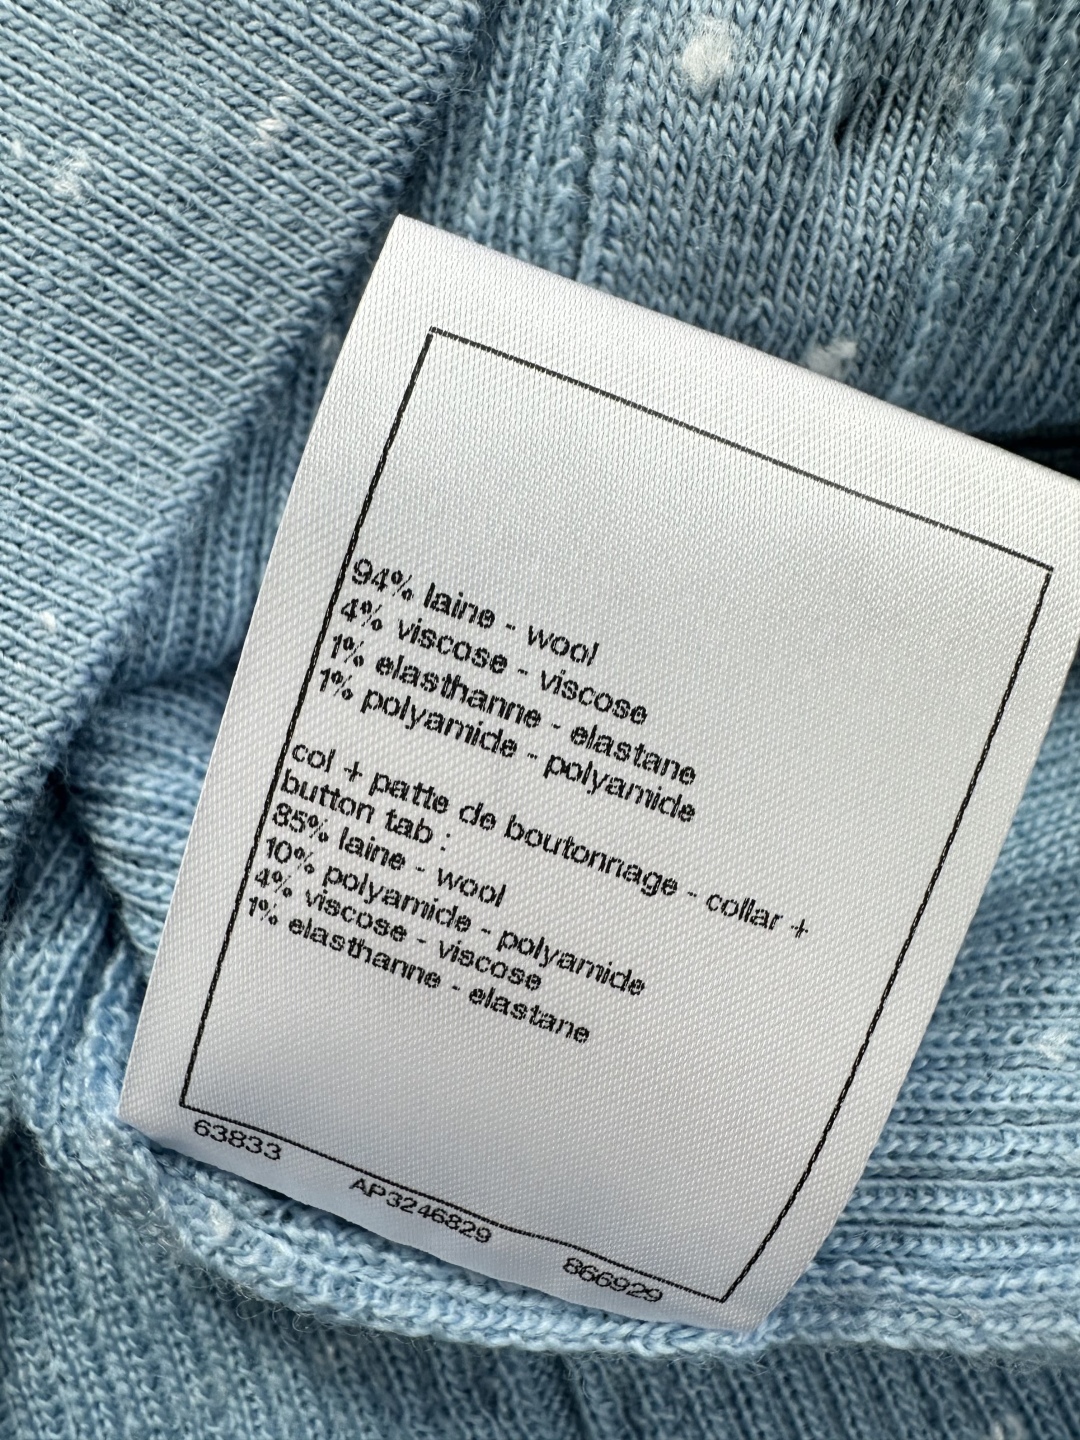 94% laine - wool
4% viscose - viscose
1% elasthanne - elastane
1% polyamide - polyamide
col + patte de boutonnage - collar +
button tab :
85% laine - wool
10% polyamide - polyamide
4% viscose - viscose
1% elasthanne - elastane
63833 AP3246829 866929